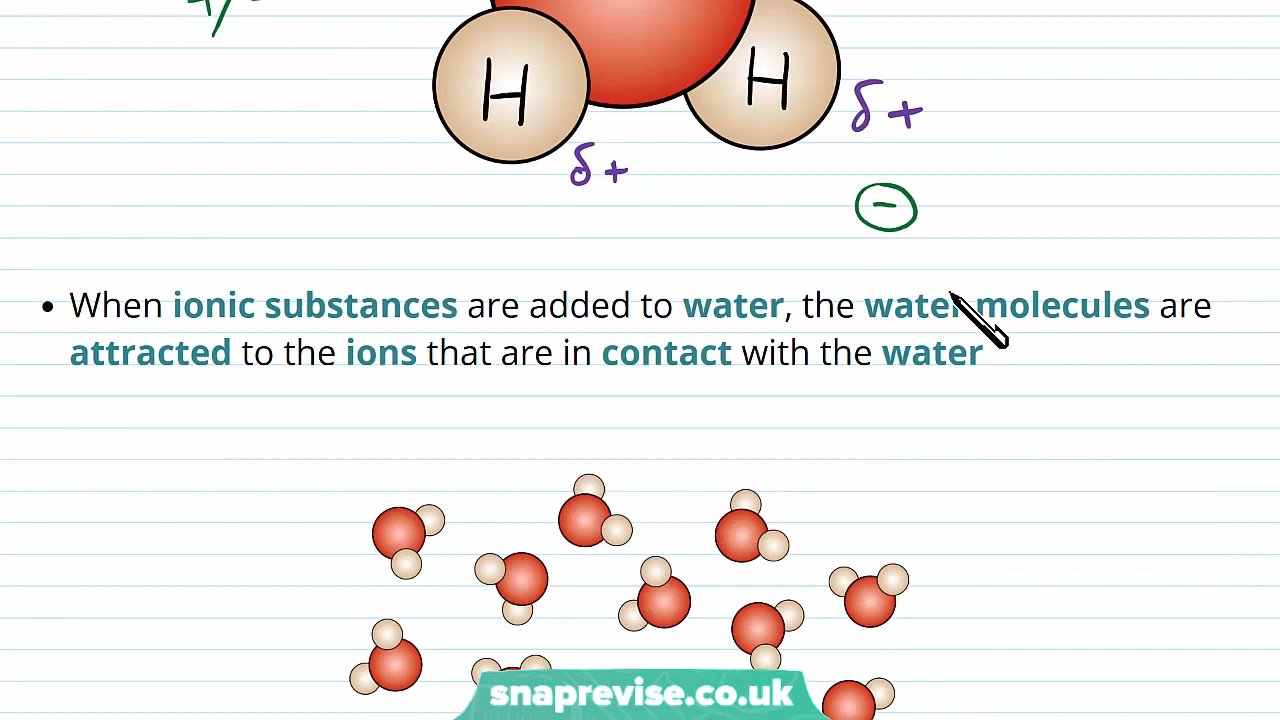 H
H
δ+
δ+
−
• When ionic substances are added to water, the water molecules are
attracted to the ions that are in contact with the water
snaprevise.co.uk